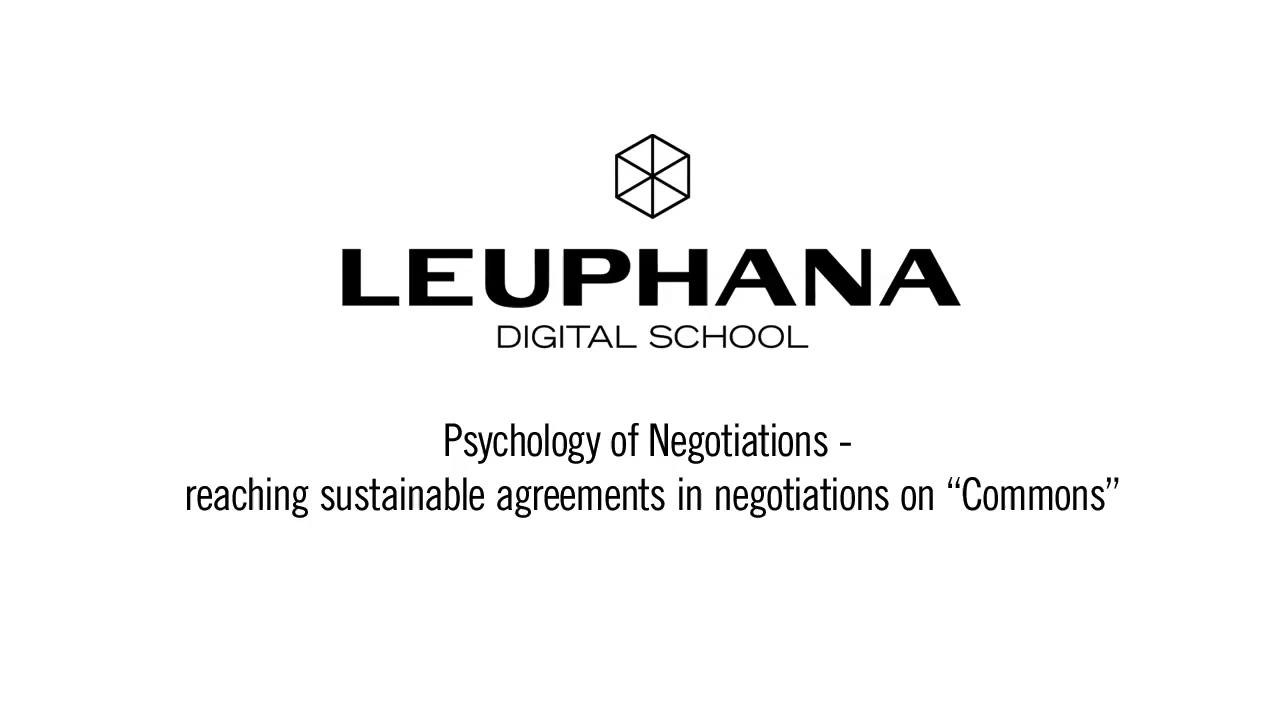 LEUPHANA
DIGITAL SCHOOL
Psychology of Negotiations -
reaching sustainable agreements in negotiations on “Commons”